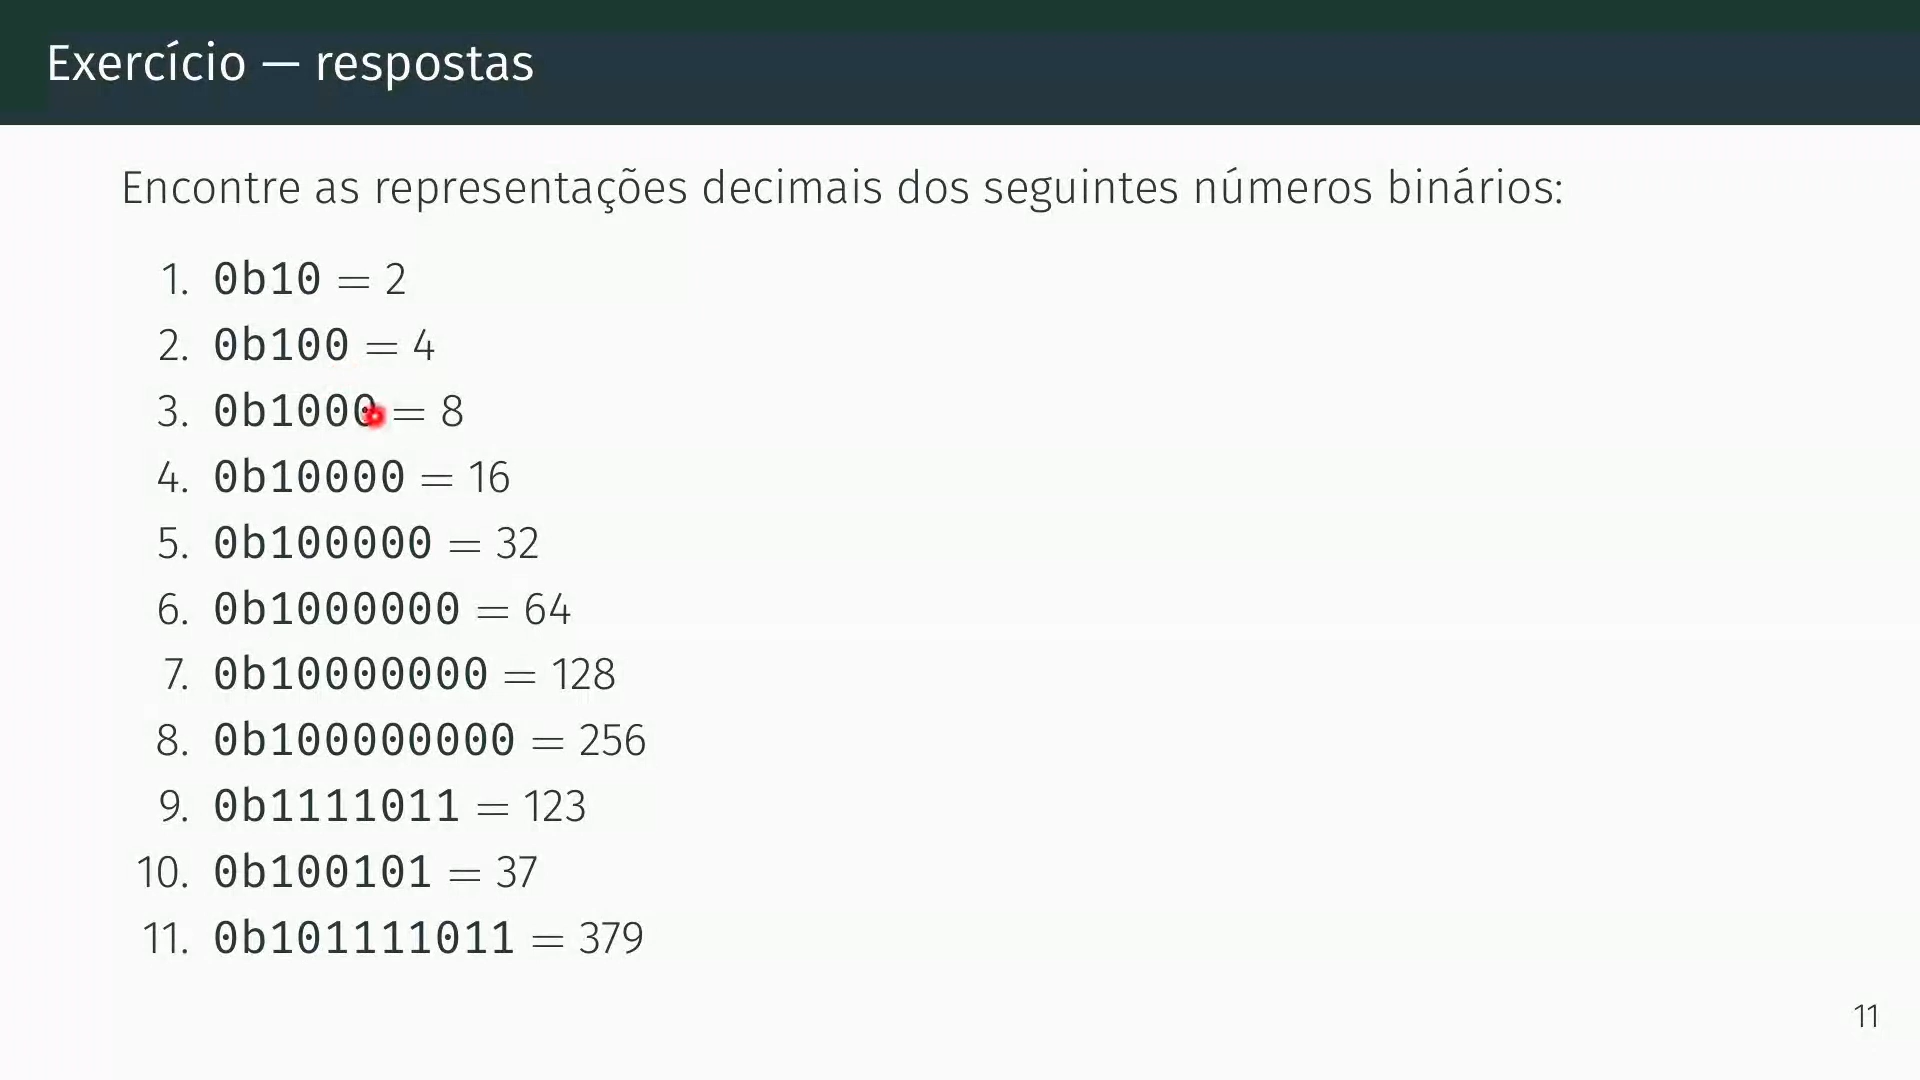 Exercício — respostas
Encontre as representações decimais dos seguintes números binários:
1. 0b10 = 2
2. 0b100 = 4
3. 0b1000 = 8
4. 0b10000 = 16
5. 0b100000 = 32
6. 0b1000000 = 64
7. 0b10000000 = 128
8. 0b100000000 = 256
9. 0b1111011 = 123
10. 0b100101 = 37
11. 0b101111011 = 379
11